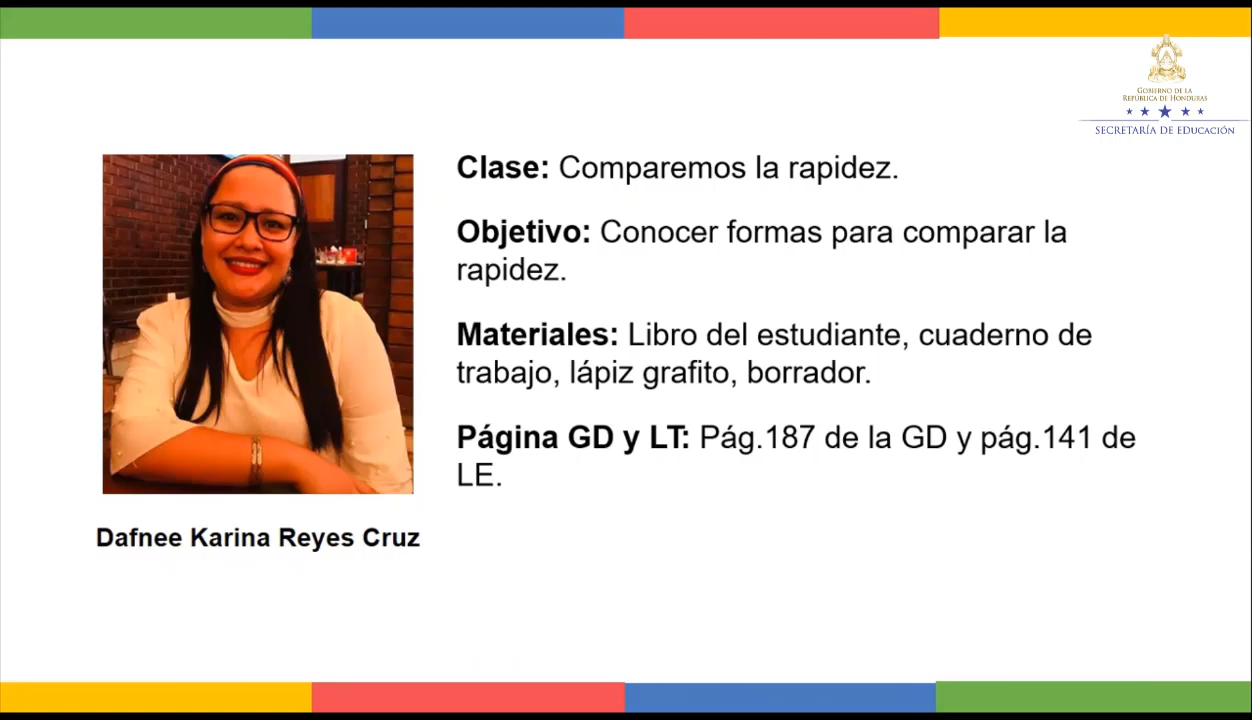 GOBIERNO DE LA
REPÚBLICA DE HONDURAS
SECRETARÍA DE EDUCACIÓN
Clase: Comparemos la rapidez.
Objetivo: Conocer formas para comparar la
rapidez.
Materiales: Libro del estudiante, cuaderno de
trabajo, lápiz grafito, borrador.
Página GD y LT: Pág.187 de la GD y pág.141 de
LE.
Dafnee Karina Reyes Cruz